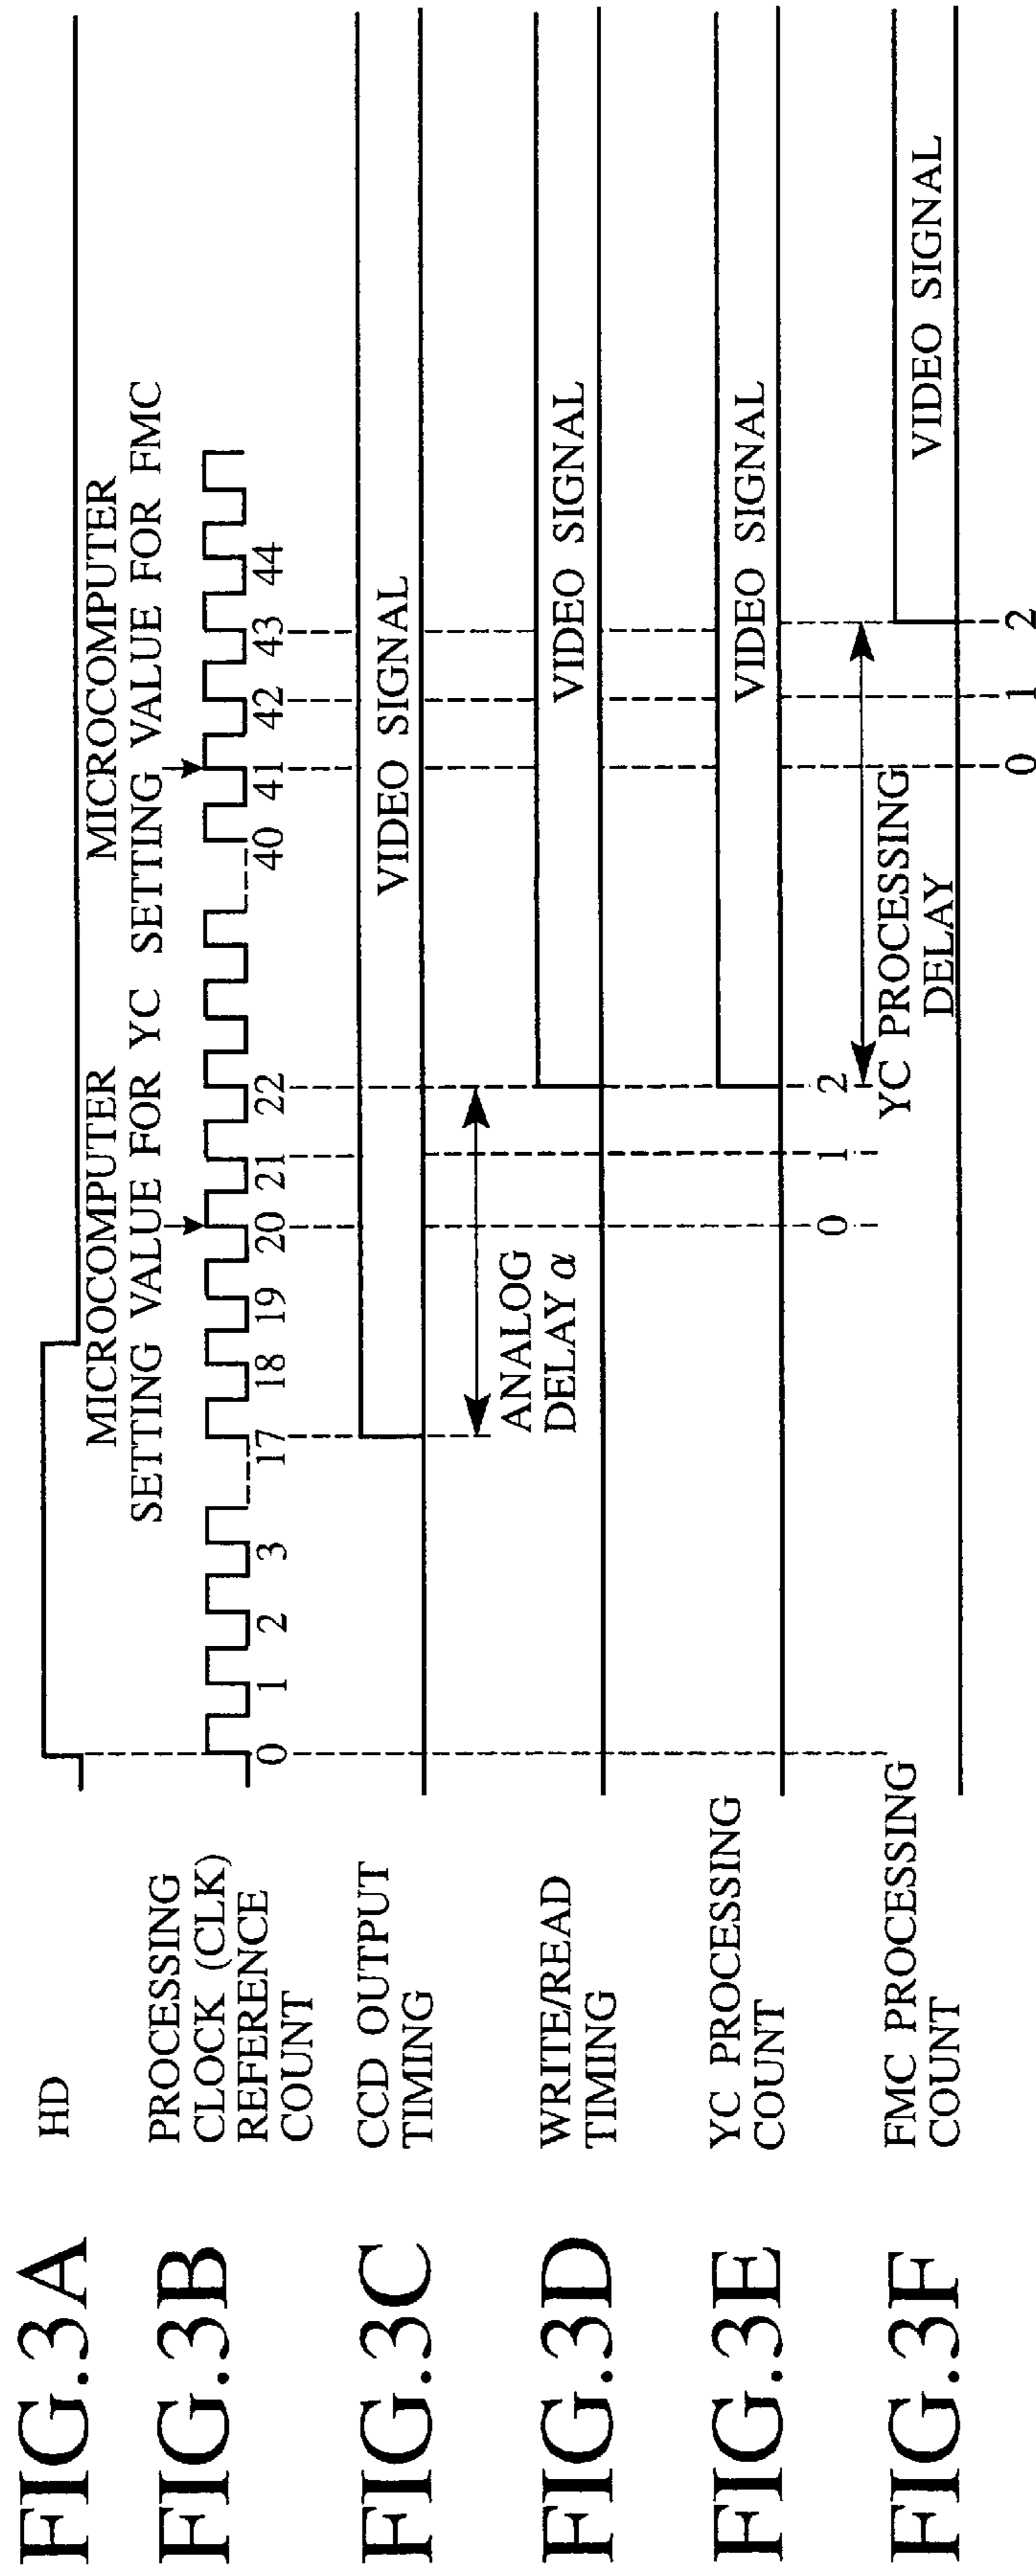 FIG.3A
HD
MICROCOMPUTER
SETTING VALUE FOR YC
MICROCOMPUTER
SETTING VALUE FOR FMC
FIG.3B
PROCESSING
CLOCK (CLK)
REFERENCE
COUNT
0 1 2 3 17 18 19 20 21 22 40 41 42 43 44
FIG.3C
CCD OUTPUT
TIMING
VIDEO SIGNAL
ANALOG
DELAY α
FIG.3D
WRITE/READ
TIMING
VIDEO SIGNAL
FIG.3E
YC PROCESSING
COUNT
VIDEO SIGNAL
0 1 2
YC PROCESSING
DELAY
FIG.3F
FMC PROCESSING
COUNT
VIDEO SIGNAL
0 1 2